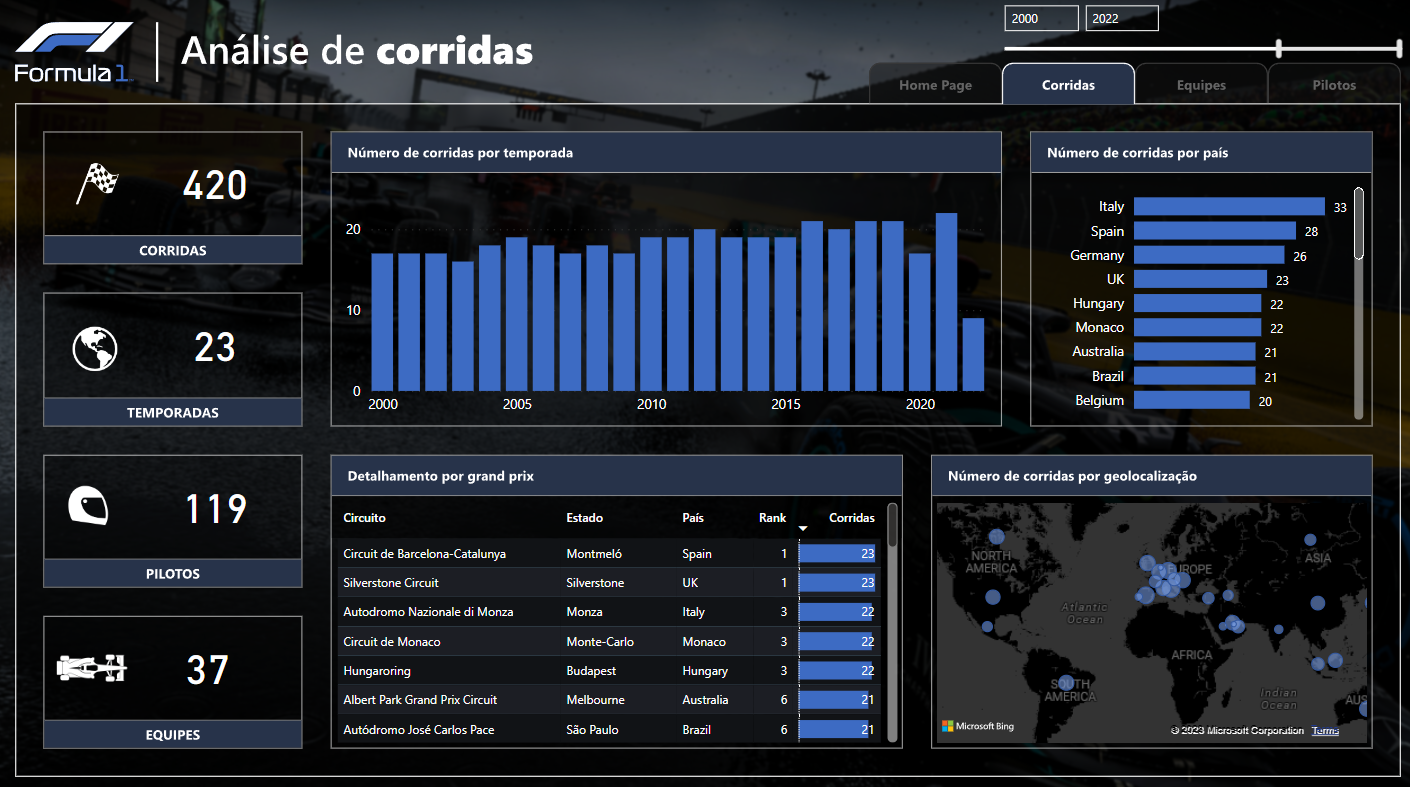 2000
2022
Formula 1
Análise de corridas
Home Page
Corridas
Equipes
Pilotos
420
CORRIDAS
23
TEMPORADAS
119
PILOTOS
37
EQUIPES
Número de corridas por temporada
20
10
0
2000
2005
2010
2015
2020
Número de corridas por país
Italy 33
Spain 28
Germany 26
UK 23
Hungary 22
Monaco 22
Australia 21
Brazil 21
Belgium 20
Detalhamento por grand prix
Circuito Estado País Rank Corridas
Circuit de Barcelona-Catalunya Montmeló Spain 1 23
Silverstone Circuit Silverstone UK 1 23
Autodromo Nazionale di Monza Monza Italy 3 22
Circuit de Monaco Monte-Carlo Monaco 3 22
Hungaroring Budapest Hungary 3 22
Albert Park Grand Prix Circuit Melbourne Australia 6 21
Autódromo José Carlos Pace São Paulo Brazil 6 21
Número de corridas por geolocalização
NORTH
AMERICA
EUROPE
ASIA
Atlantic
Ocean
AFRICA
SOUTH
AMERICA
Indian
Ocean
AUS
Microsoft Bing
© 2023 Microsoft Corporation Terms